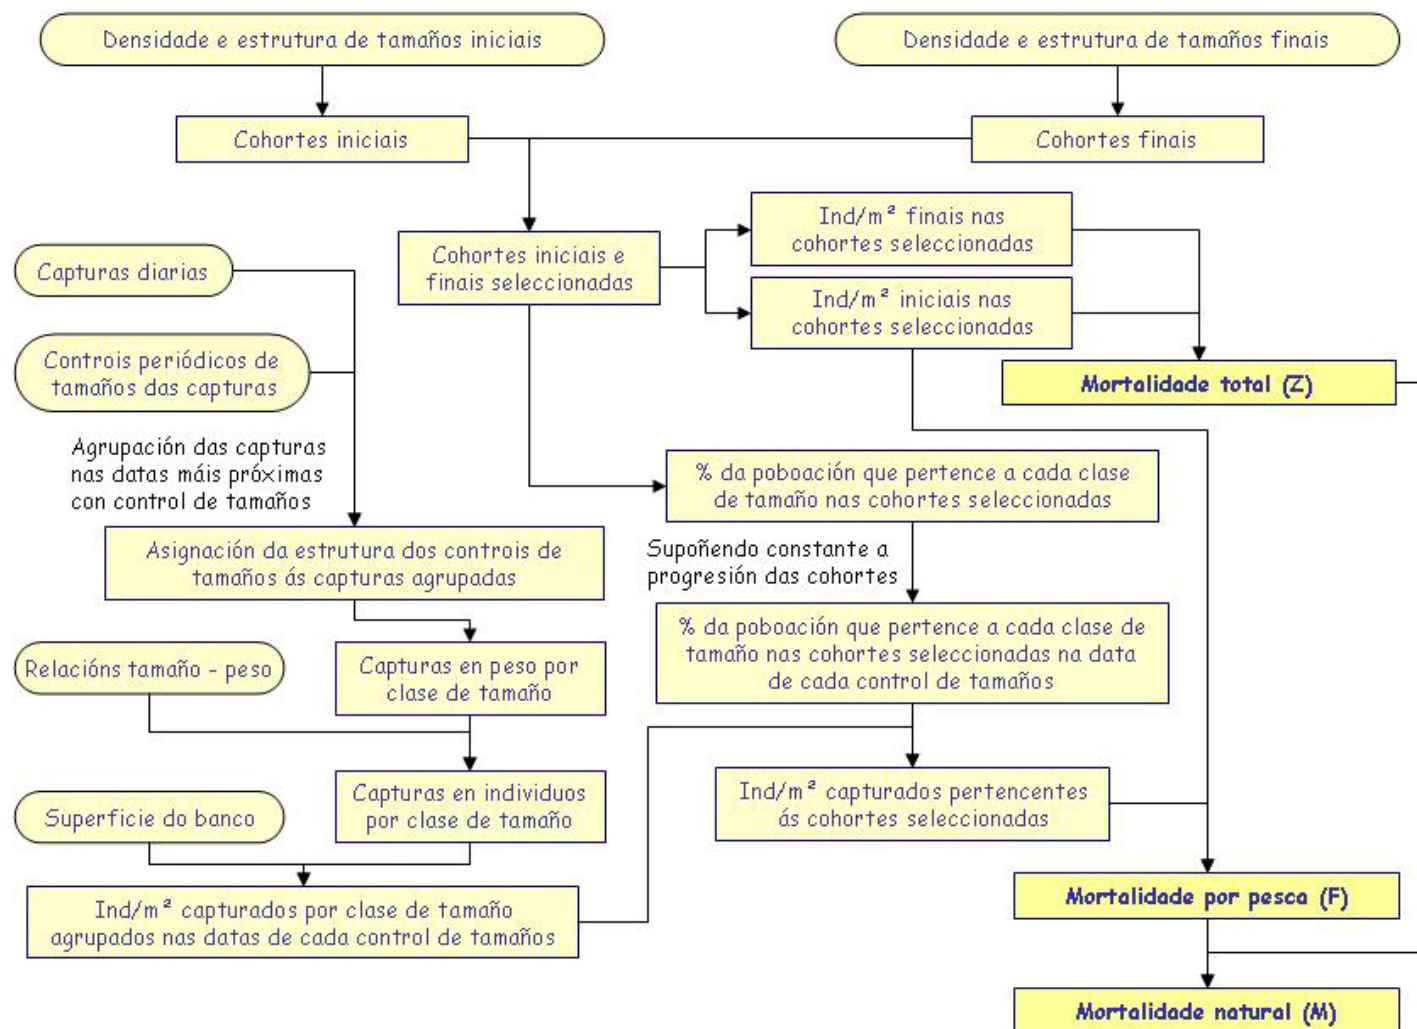 Densidade e estrutura de tamaños iniciais
Densidade e estrutura de tamaños finais
Cohortes iniciais
Cohortes finais
Ind/m² finais nas
cohortes seleccionadas
Cohortes iniciais e
finais seleccionadas
Ind/m² iniciais nas
cohortes seleccionadas
Capturas diarias
Controis periódicos de
tamaños das capturas
Mortalidade total (Z)
Agrupación das capturas
nas datas máis próximas
con control de tamaños
% da poboación que pertence a cada clase
de tamaño nas cohortes seleccionadas
Asignación da estrutura dos controis de
tamaños ás capturas agrupadas
Supoñendo constante a
progresión das cohortes
% da poboación que pertence a cada clase de
tamaño nas cohortes seleccionadas na data
de cada control de tamaños
Relacións tamaño - peso
Capturas en peso por
clase de tamaño
Capturas en individuos
por clase de tamaño
Ind/m² capturados pertencentes
ás cohortes seleccionadas
Superficie do banco
Ind/m² capturados por clase de tamaño
agrupados nas datas de cada control de tamaños
Mortalidade por pesca (F)
Mortalidade natural (M)